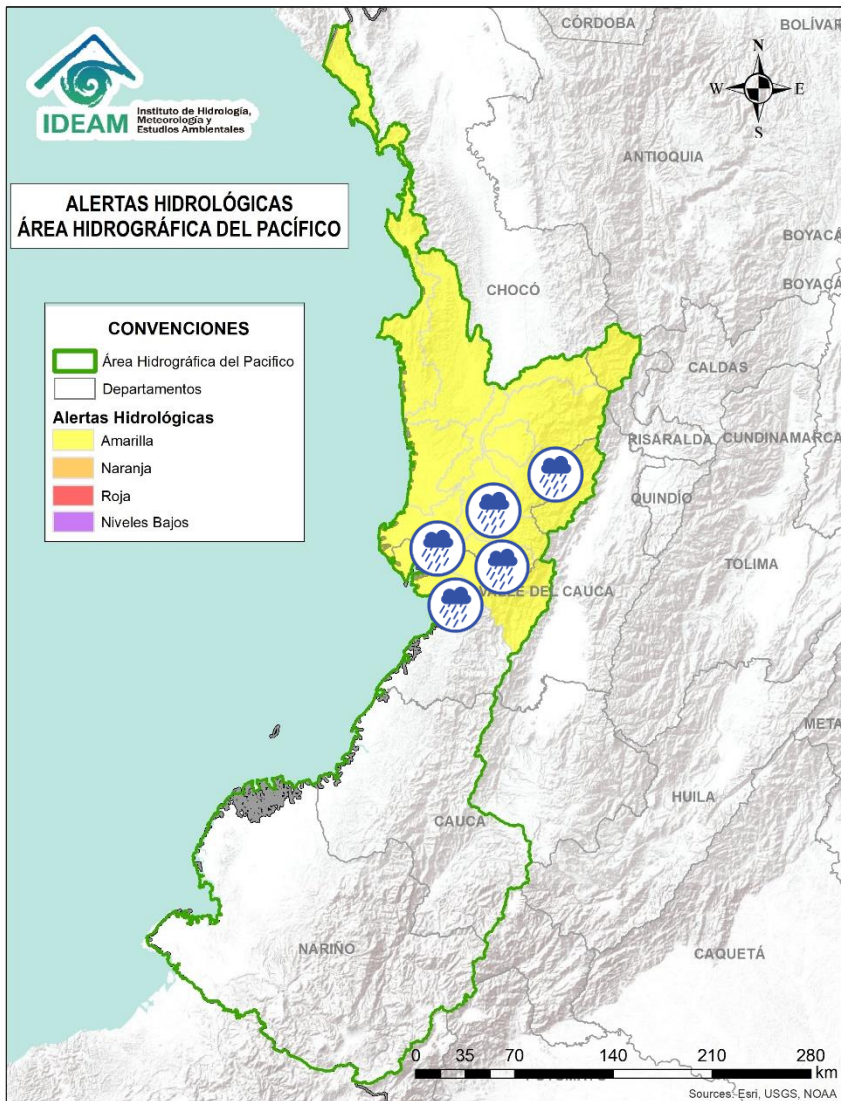 IDEAM
Instituto de Hidrología,
Meteorología y
Estudios Ambientales
ALERTAS HIDROLÓGICAS
ÁREA HIDROGRÁFICA DEL PACÍFICO
CONVENCIONES
Área Hidrográfica del Pacifico
Departamentos
Alertas Hidrológicas
Amarilla
Naranja
Roja
Niveles Bajos
CÓRDOBA
BOLÍVAR
N
W
E
S
ANTIOQUIA
BOYACÁ
CHOCÓ
BOYACÁ
CALDAS
RISARALDA
CUNDINAMARCA
QUINDÍO
TOLIMA
VALLE DEL CAUCA
META
HUILA
CAUCA
NARIÑO
CAQUETÁ
0 35 70 140 210 280
km
Sources: Esri, USGS, NOAA